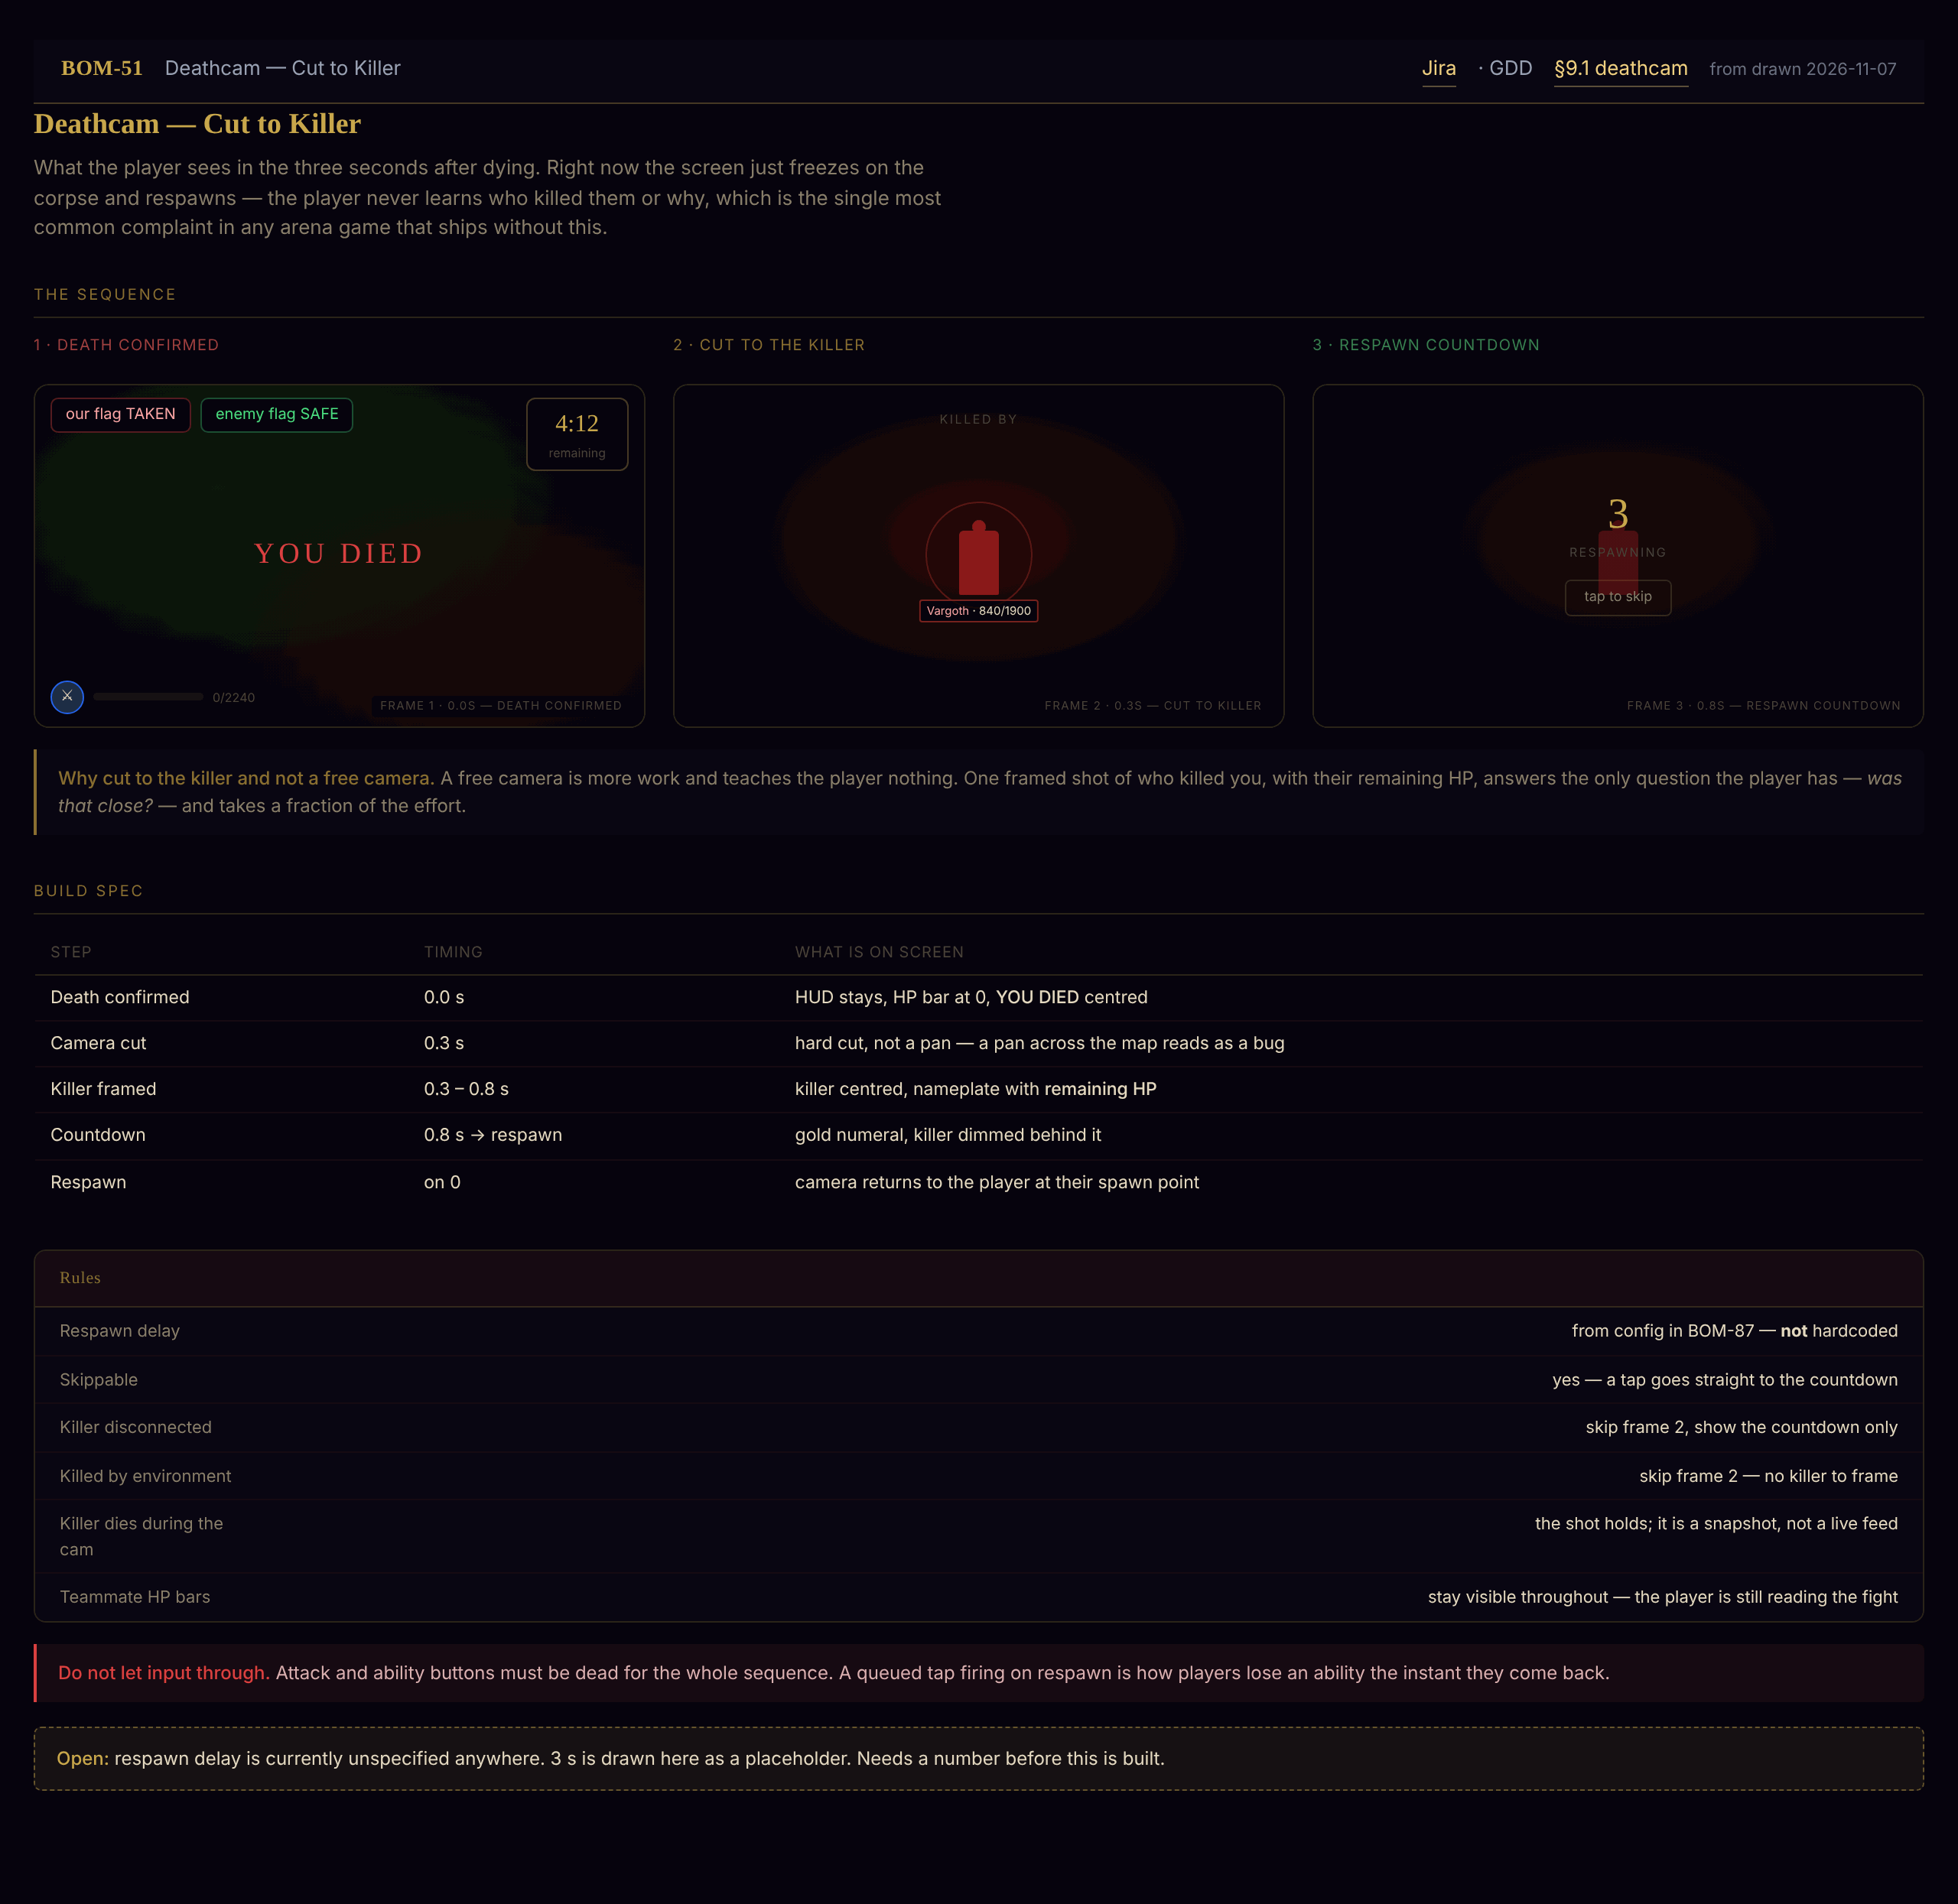 BOM-51 Deathcam — Cut to Killer Jira · GDD §9.1 deathcam from drawn 2026-11-07
Deathcam — Cut to Killer
What the player sees in the three seconds after dying. Right now the screen just freezes on the
corpse and respawns — the player never learns who killed them or why, which is the single most
common complaint in any arena game that ships without this.
THE SEQUENCE
1 · DEATH CONFIRMED
our flag TAKEN enemy flag SAFE
4:12
remaining
YOU DIED
⚔ 0/2240
FRAME 1 · 0.0S — DEATH CONFIRMED
2 · CUT TO THE KILLER
KILLED BY
Vargoth · 840/1900
FRAME 2 · 0.3S — CUT TO KILLER
3 · RESPAWN COUNTDOWN
3
RESPAWNING
tap to skip
FRAME 3 · 0.8S — RESPAWN COUNTDOWN
Why cut to the killer and not a free camera. A free camera is more work and teaches the player nothing. One framed shot of who killed you, with their remaining HP, answers the only question the player has — was
that close? — and takes a fraction of the effort.
BUILD SPEC
STEP TIMING WHAT IS ON SCREEN
Death confirmed 0.0 s HUD stays, HP bar at 0, YOU DIED centred
Camera cut 0.3 s hard cut, not a pan — a pan across the map reads as a bug
Killer framed 0.3 – 0.8 s killer centred, nameplate with remaining HP
Countdown 0.8 s → respawn gold numeral, killer dimmed behind it
Respawn on 0 camera returns to the player at their spawn point
Rules
Respawn delay from config in BOM-87 — not hardcoded
Skippable yes — a tap goes straight to the countdown
Killer disconnected skip frame 2, show the countdown only
Killed by environment skip frame 2 — no killer to frame
Killer dies during the the shot holds; it is a snapshot, not a live feed
cam
Teammate HP bars stay visible throughout — the player is still reading the fight
Do not let input through. Attack and ability buttons must be dead for the whole sequence. A queued tap firing on respawn is how players lose an ability the instant they come back.
Open: respawn delay is currently unspecified anywhere. 3 s is drawn here as a placeholder. Needs a number before this is built.